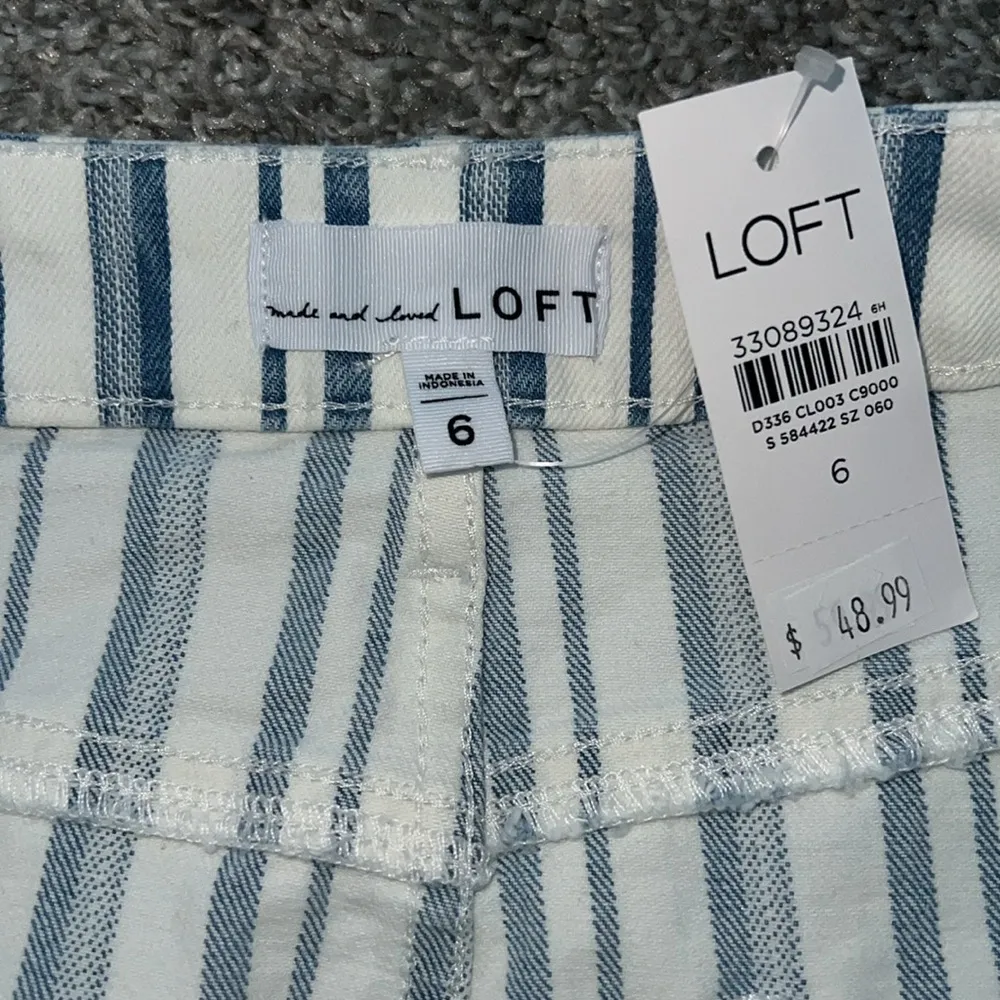 made and loved LOFT
MADE IN
INDONESIA
6
LOFT
33089324 6H
D336 CL003 C9000
S 584422 SZ 060
6
$ 48.99